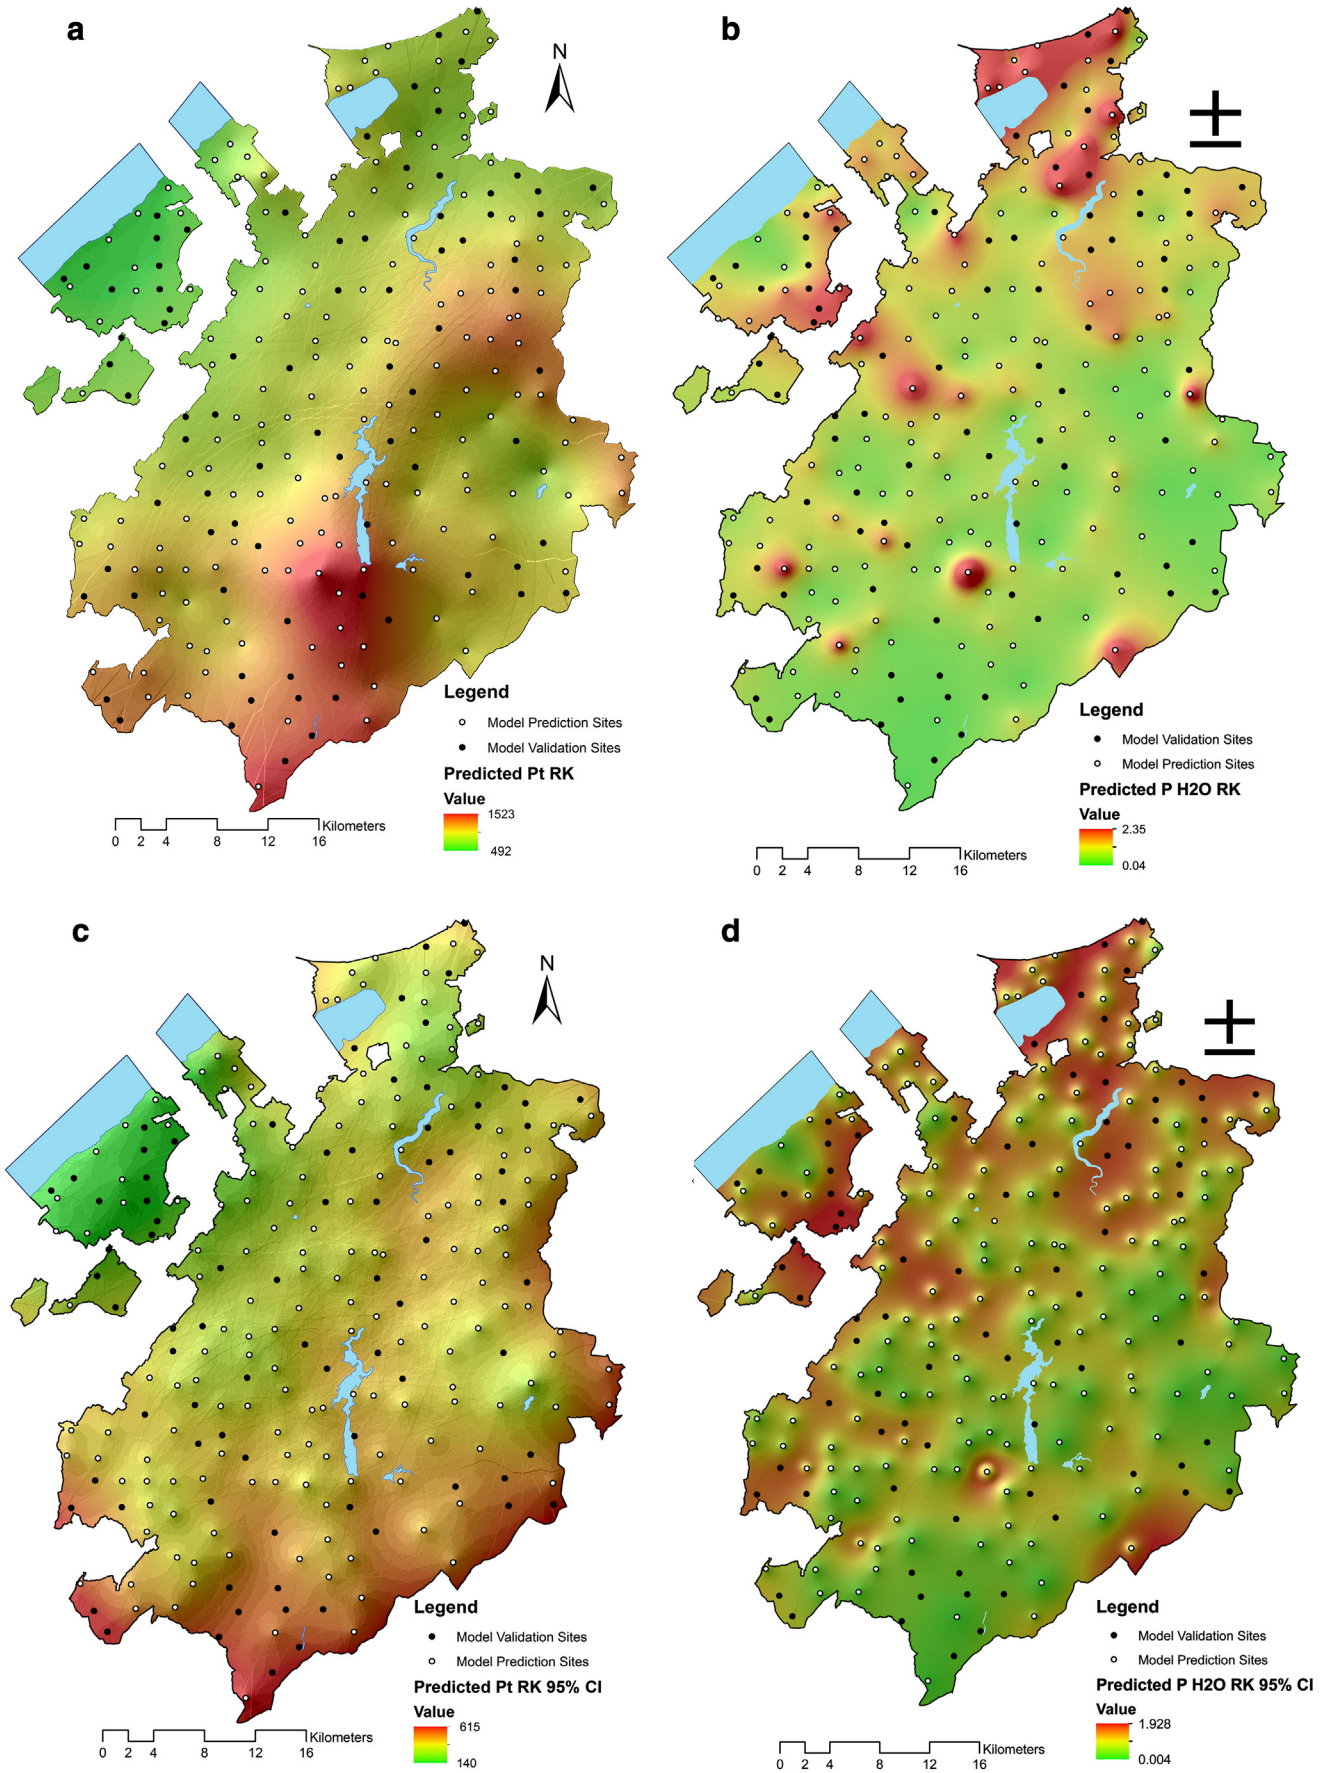 a
N
Legend
Model Prediction Sites
Model Validation Sites
Predicted Pt RK
Value
1523
492
Kilometers
0 2 4 8 12 16
b
Legend
Model Validation Sites
Model Prediction Sites
Predicted P H2O RK
Value
2.35
0.04
Kilometers
0 2 4 8 12 16
c
N
Legend
Model Validation Sites
Model Prediction Sites
Predicted Pt RK 95% CI
Value
615
140
Kilometers
0 2 4 8 12 16
d
Legend
Model Validation Sites
Model Prediction Sites
Predicted P H2O RK 95% CI
Value
1.928
0.004
Kilometers
0 2 4 8 12 16